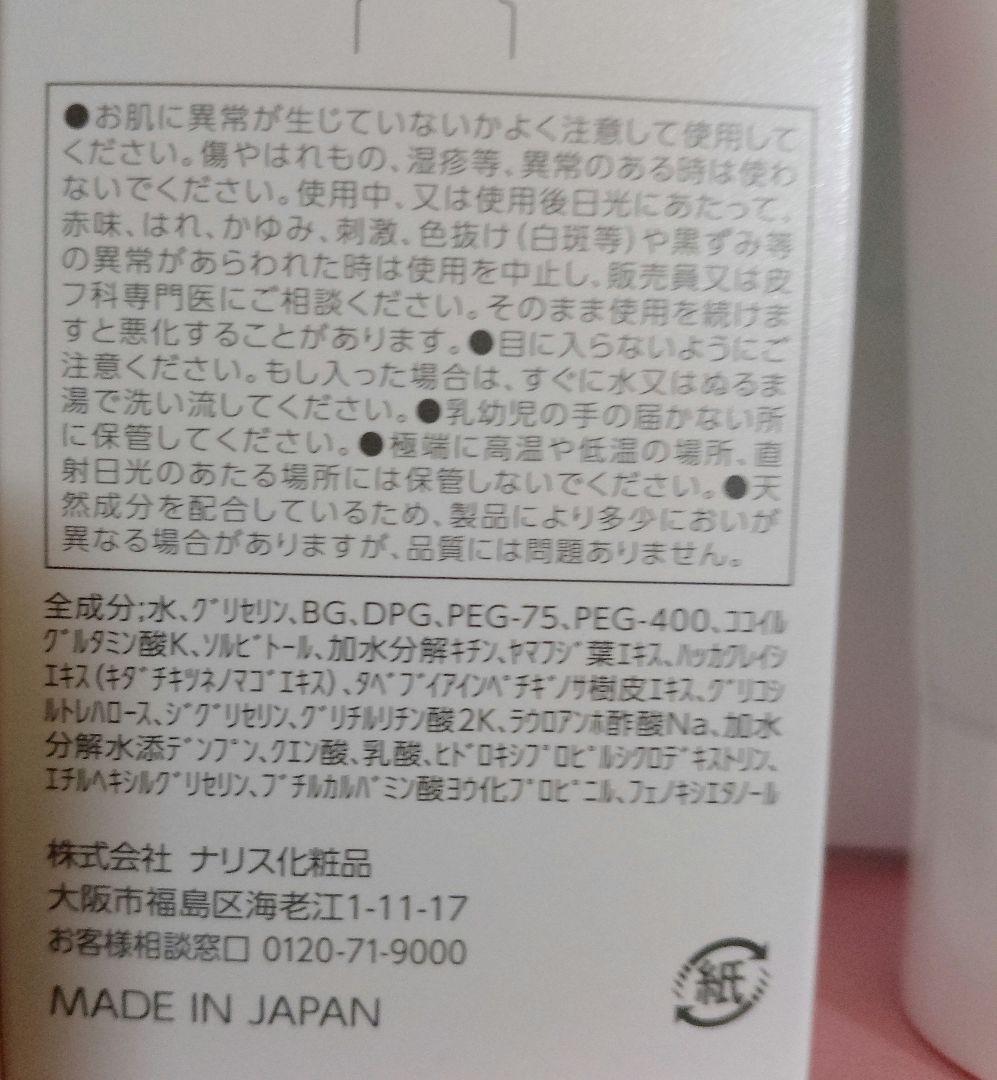 ●お肌に異常が生じていないかよく注意して使用して
ください。傷やはれもの、湿疹等、異常のある時は使わ
ないでください。使用中、又は使用後日光にあたって、
赤味、はれ、かゆみ、刺激、色抜け(白斑等)や黒ずみ等
の異常があらわれた時は使用を中止し、販売員又は皮
フ科専門医にご相談ください。そのまま使用を続けま
すと悪化することがあります。●目に入らないようにご
注意ください。もし入った場合は、すぐに水又はぬるま
湯で洗い流してください。●乳幼児の手の届かない所
に保管してください。●極端に高温や低温の場所、直
射日光のあたる場所には保管しないでください。●天
然成分を配合しているため、製品により多少においが
異なる場合がありますが、品質には問題ありません。
全成分;水、グリセリン、BG、DPG、PEG-75、PEG-400、ココイル
グルタミン酸K、ソルビトール、加水分解キチン、ヤマフジ葉エキス、ハッカクレイシ
エキス(キダチキツネノマゴエキス)、タベブイアインペチギノサ樹皮エキス、グリコシ
ルトレハロース、ジグリセリン、グリチルリチン酸2K、ラウロアンホ酢酸Na、加水
分解水添デンプン、クエン酸、乳酸、ヒドロキシプロピルシクロデキストリン、
エチルヘキシルグリセリン、ブチルカルバミン酸ヨウ化プロピニル、フェノキシエタノール
株式会社 ナリス化粧品
大阪市福島区海老江1-11-17
お客様相談窓口 0120-71-9000
MADE IN JAPAN
紙